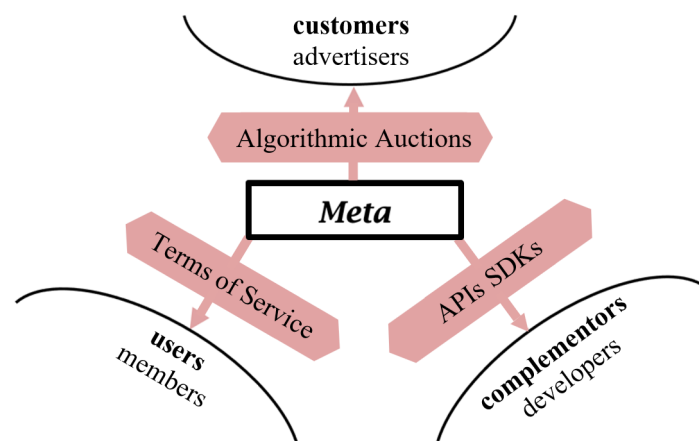 customers
advertisers
Algorithmic Auctions
Meta
Terms of Service
APIs SDKs
users
members
complementors
developers